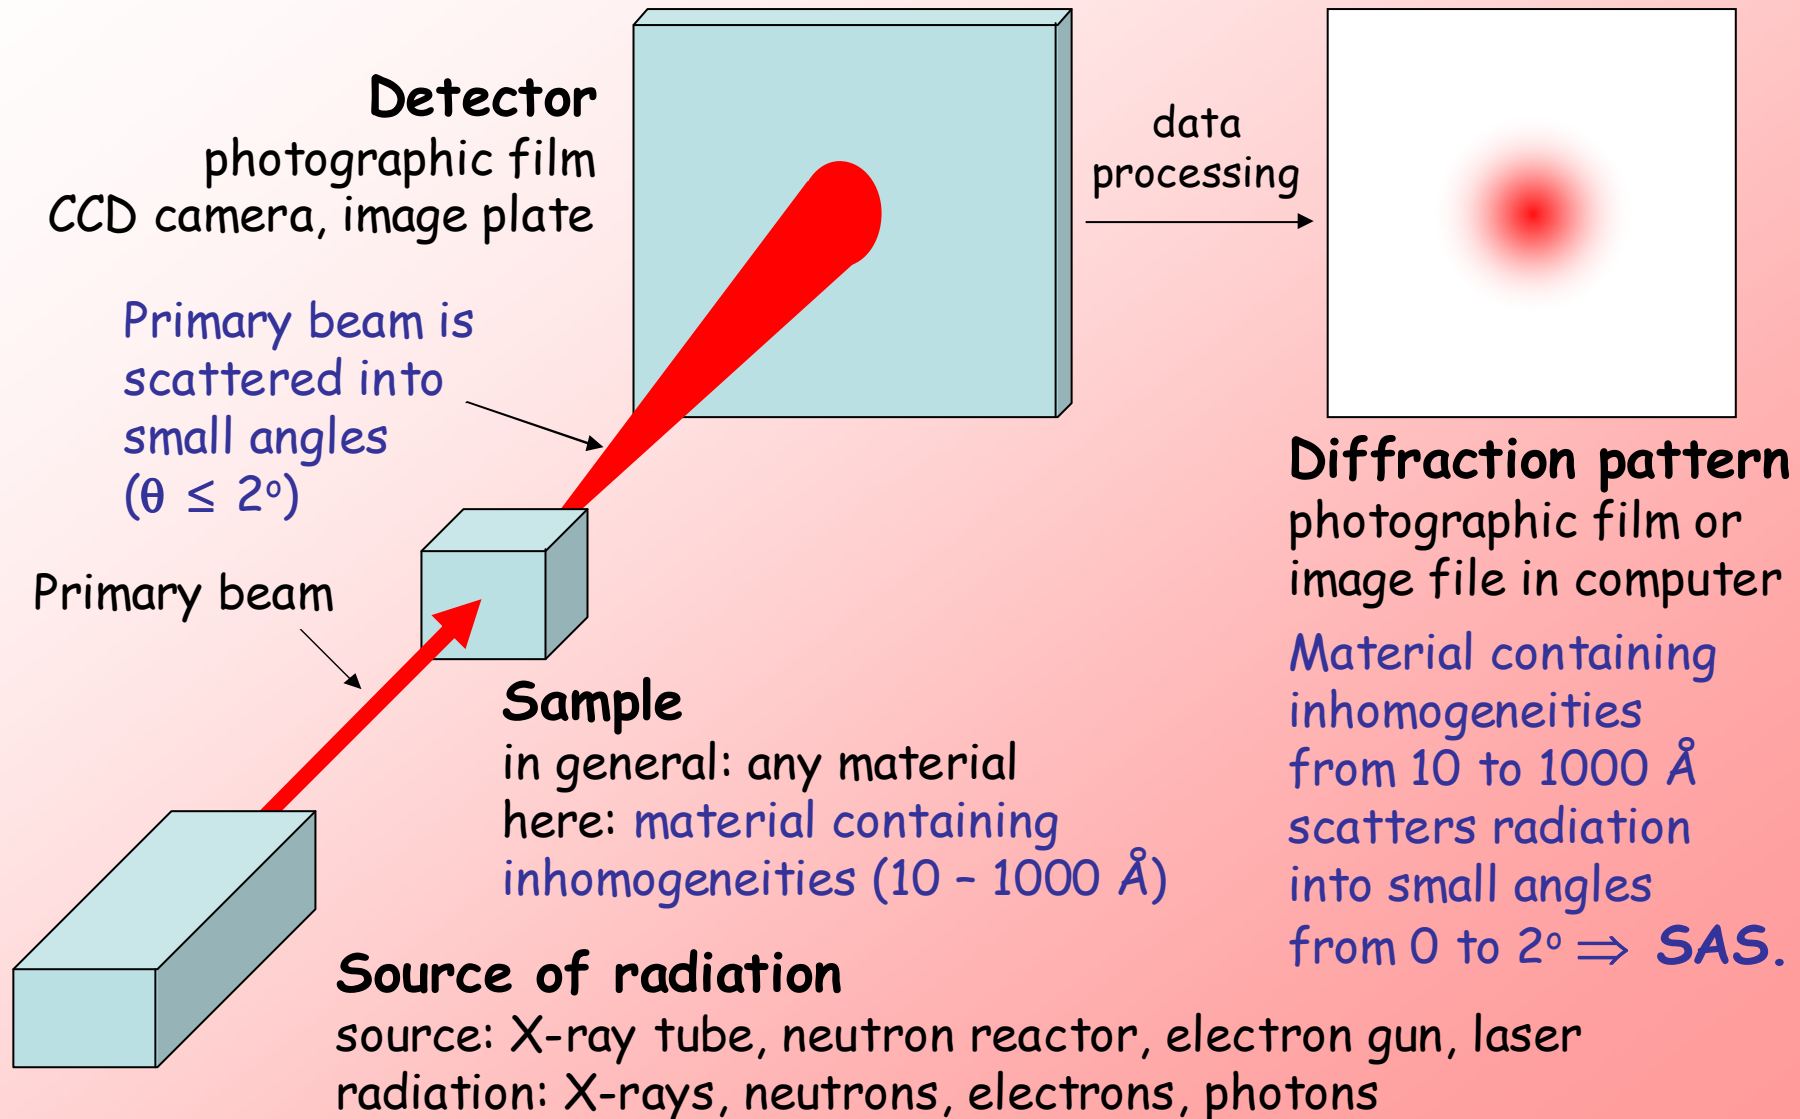 Detector
photographic film
CCD camera, image plate
data
processing
Primary beam is
scattered into
small angles
(θ ≤ 2º)
Primary beam
Diffraction pattern
photographic film or
image file in computer
Material containing
inhomogeneities
from 10 to 1000 Å
scatters radiation
into small angles
from 0 to 2º ⇒ SAS.
Sample
in general: any material
here: material containing
inhomogeneities (10 – 1000 Å)
Source of radiation
source: X-ray tube, neutron reactor, electron gun, laser
radiation: X-rays, neutrons, electrons, photons